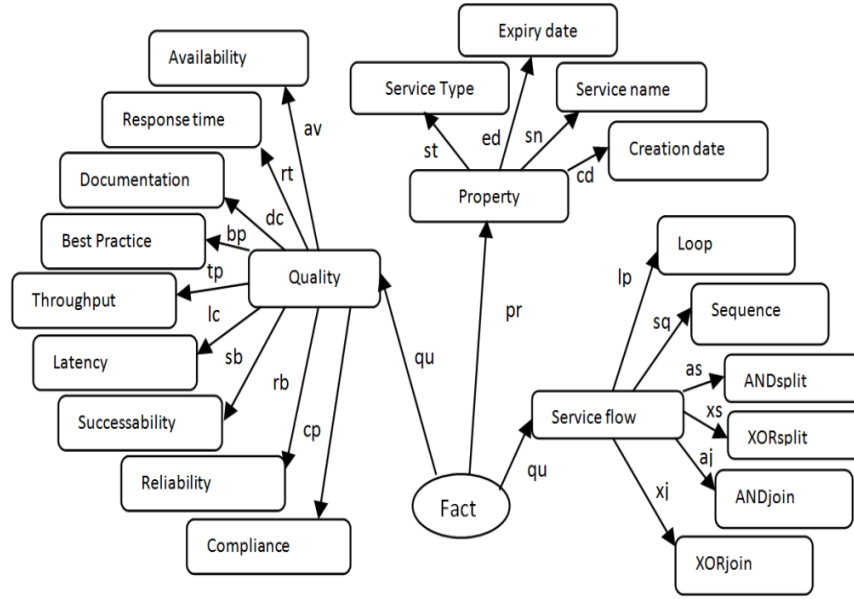 Expiry date
Availability
Service Type
Service name
av
Response time
ed
sn
Creation date
st
cd
rt
Documentation
Property
dc
Best Practice
bp
Loop
tp
Quality
lp
Throughput
lc
pr
Sequence
sq
Latency
sb
qu
as
ANDsplit
rb
Successability
Service flow
xs
XORsplit
cp
aj
qu
Reliability
xj
ANDjoin
Fact
Compliance
XORjoin